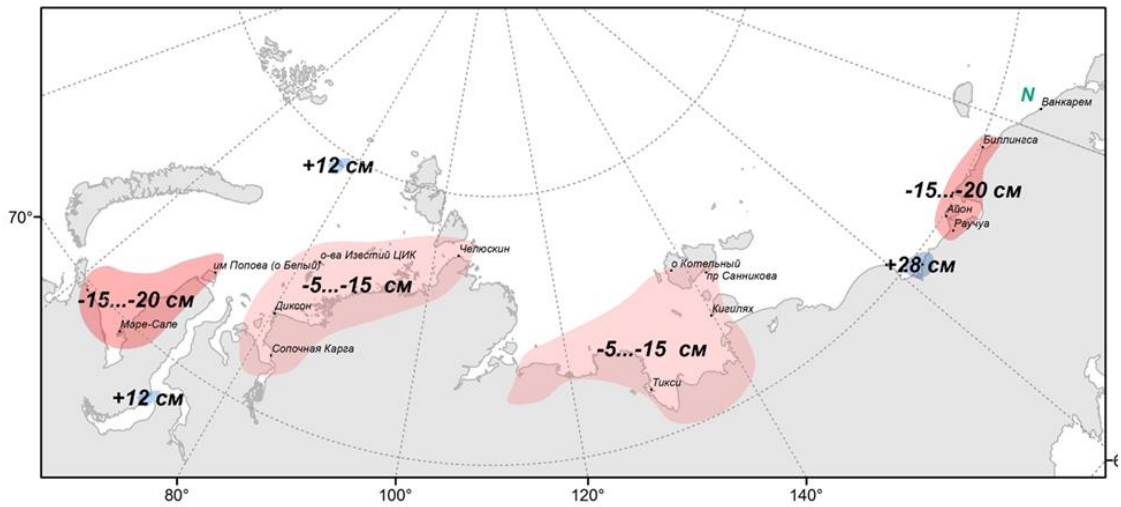 N
Ванкарем
Биллингса
+12 см
-15...-20 см
Айон
70°
Раучуа
Челюскин
о-ва Известий ЦИК
+28 см
им Попова (о Белый)
о Котельный
пр Санникова
-5...-15 см
-15...-20 см
Диксон
Кигилях
Маре-Сале
Сопочная Карга
-5...-15 см
Тикси
+12 см
80°
100°
120°
140°